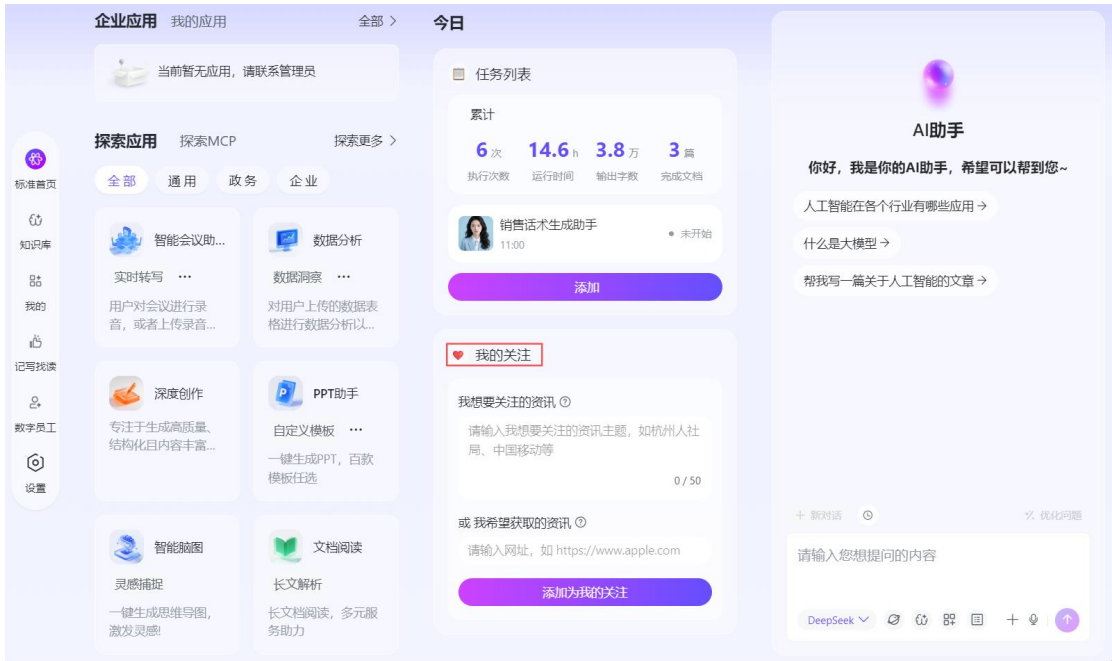 标准首页
知识库
我的
记写找读
数字员工
设置
企业应用 我的应用 全部 >
当前暂无应用，请联系管理员
探索应用 探索MCP 探索更多 >
全部 通用 政务 企业
智能会议助...
实时转写 ···
用户对会议进行录
音，或者上传录音...
数据分析
数据洞察 ···
对用户上传的数据表
格进行数据分析以...
深度创作
专注于生成高质量、
结构化且内容丰富...
PPT助手
自定义模板 ···
一键生成PPT，百款
模板任选
智能脑图
灵感捕捉
一键生成思维导图，
激发灵感!
文档阅读
长文解析
长文档阅读，多元服
务助力
今日
任务列表
累计
6 次 14.6 h 3.8 万 3 篇
执行次数 运行时间 输出字数 完成文档
销售话术生成助手
11:00
未开始
添加
我的关注
我想要关注的资讯
请输入我想要关注的资讯主题，如杭州人社
局、中国移动等
0 / 50
或 我希望获取的资讯
请输入网址，如 https://www.apple.com
添加为我的关注
AI助手
你好，我是你的AI助手，希望可以帮到您~
人工智能在各个行业有哪些应用→
什么是大模型→
帮我写一篇关于人工智能的文章→
新对话 优化问题
请输入您想提问的内容
DeepSeek